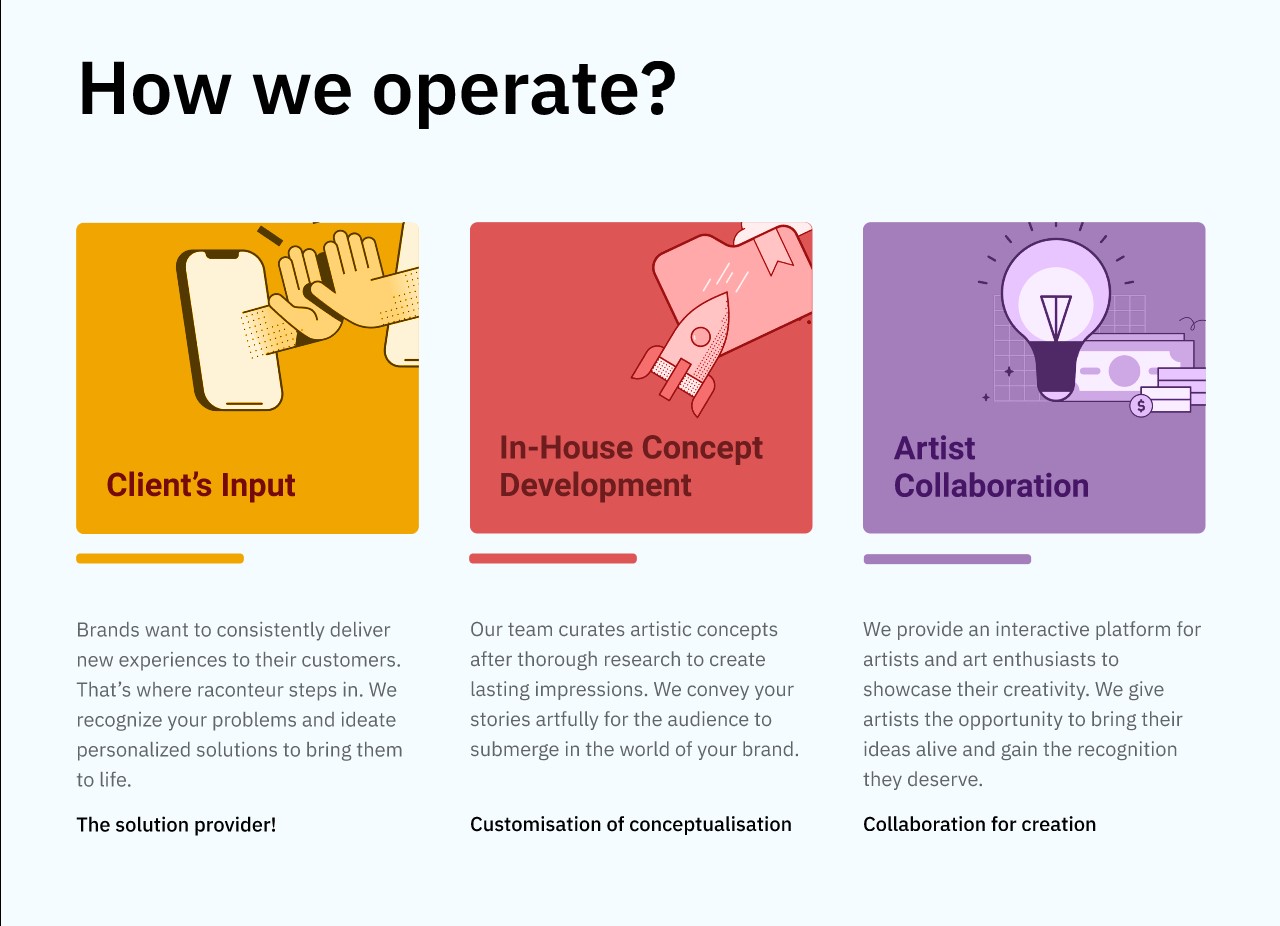 How we operate?
Client’s Input
Brands want to consistently deliver
new experiences to their customers.
That’s where raconteur steps in. We
recognize your problems and ideate
personalized solutions to bring them
to life.
The solution provider!
In-House Concept
Development
Our team curates artistic concepts
after thorough research to create
lasting impressions. We convey your
stories artfully for the audience to
submerge in the world of your brand.
Customisation of conceptualisation
$
Artist
Collaboration
We provide an interactive platform for
artists and art enthusiasts to
showcase their creativity. We give
artists the opportunity to bring their
ideas alive and gain the recognition
they deserve.
Collaboration for creation